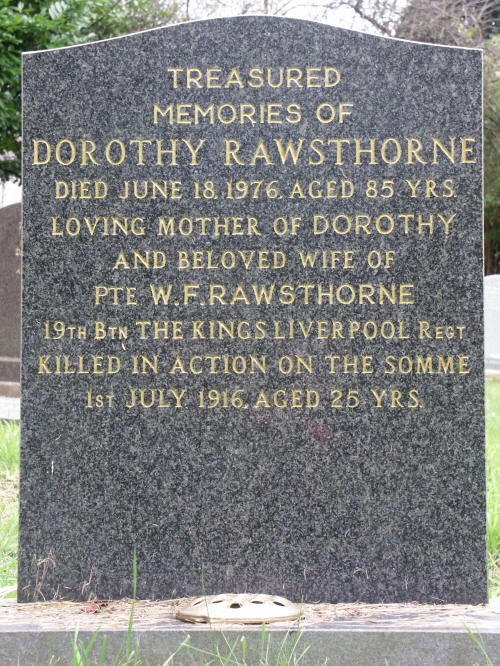 TREASURED
MEMORIES OF
DOROTHY RAWSTHORNE
DIED JUNE 18, 1976, AGED 85 YRS.
LOVING MOTHER OF DOROTHY
AND BELOVED WIFE OF
PTE W.F.RAWSTHORNE
19TH BTN THE KINGS LIVERPOOL REGT
KILLED IN ACTION ON THE SOMME
1ST JULY, 1916, AGED 25 YRS.